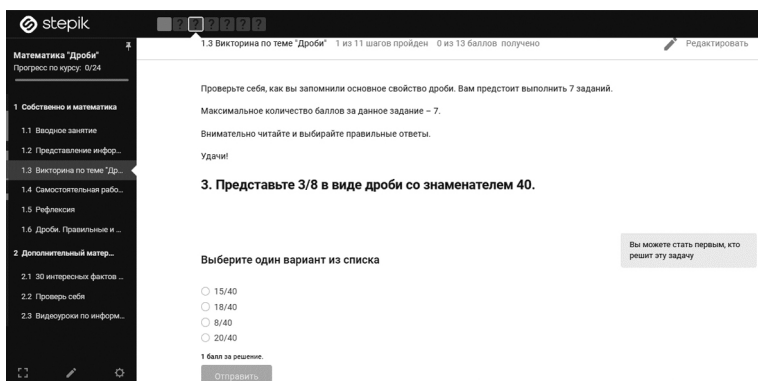 stepik
? ? ? ? ? ?
Математика "Дроби"
Прогресс по курсу: 0/24
1 Собственно и математика
1.1 Вводное занятие
1.2 Представление инфор...
1.3 Викторина по теме "Др...
1.4 Самостоятельная рабо...
1.5 Рефлексия
1.6 Дроби. Правильные и ...
2 Дополнительный матер...
2.1 30 интересных фактов ...
2.2 Проверь себя
2.3 Видеоуроки по информ...
1.3 Викторина по теме "Дроби" 1 из 11 шагов пройден 0 из 13 баллов получено
Редактировать
Проверьте себя, как вы запомнили основное свойство дроби. Вам предстоит выполнить 7 заданий.
Максимальное количество баллов за данное задание – 7.
Внимательно читайте и выбирайте правильные ответы.
Удачи!
3. Представьте 3/8 в виде дроби со знаменателем 40.
Вы можете стать первым, кто
решит эту задачу
Выберите один вариант из списка
15/40
18/40
8/40
20/40
1 балл за решение.
Отправить